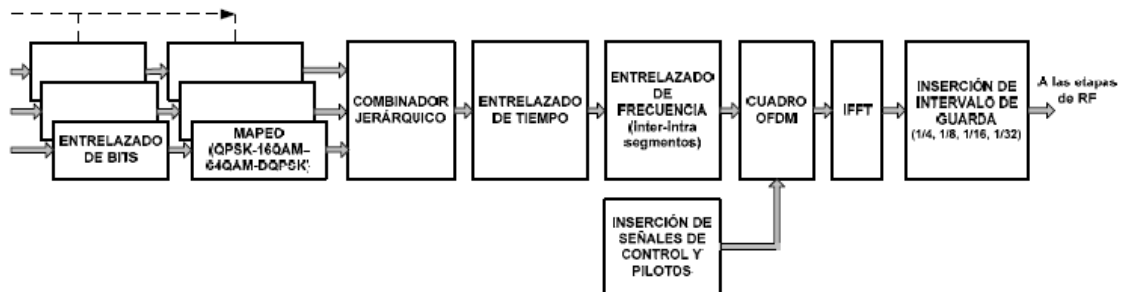 ENTRELAZADO
DE BITS
MAPEO
(QPSK-16QAM-
64QAM-DQPSK)
COMBINADOR
JERÁRQUICO
ENTRELAZADO
DE TIEMPO
ENTRELAZADO
DE
FRECUENCIA
(Inter-intra
segmentos)
CUADRO
OFDM
IFFT
INSERCIÓN DE
INTERVALO DE
GUARDA
(1/4, 1/8, 1/16, 1/32)
A las etapas
de RF
INSERCIÓN DE
SEÑALES DE
CONTROL Y
PILOTOS